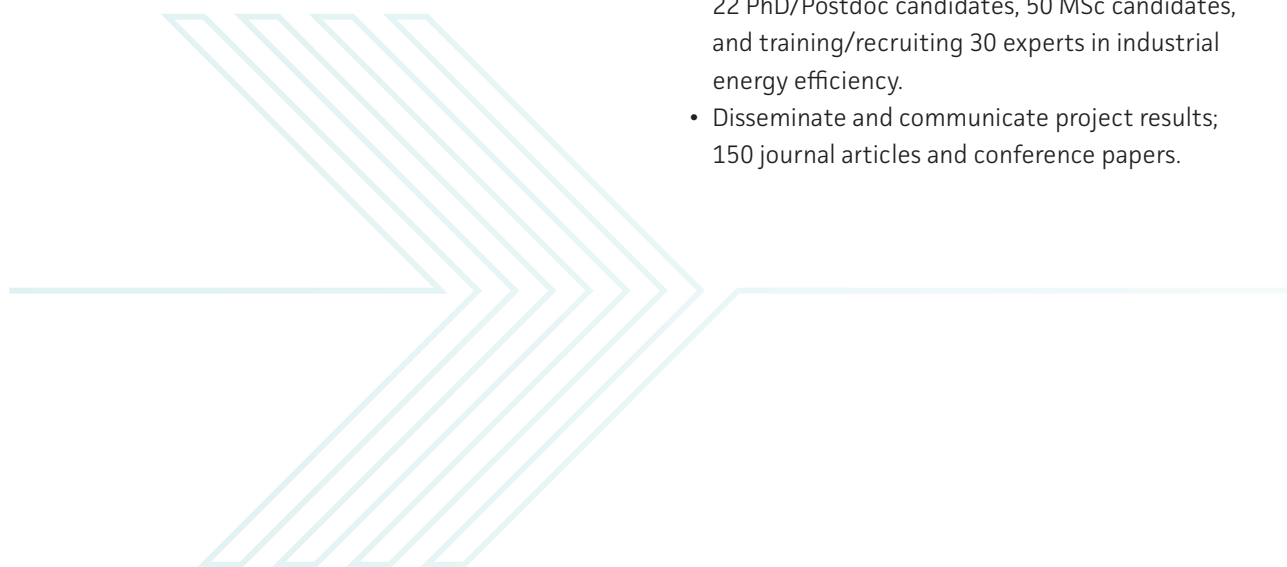 22 PhD/Postdoc candidates, 50 MSc candidates,
and training/recruiting 30 experts in industrial
energy efficiency.
• Disseminate and communicate project results;
150 journal articles and conference papers.